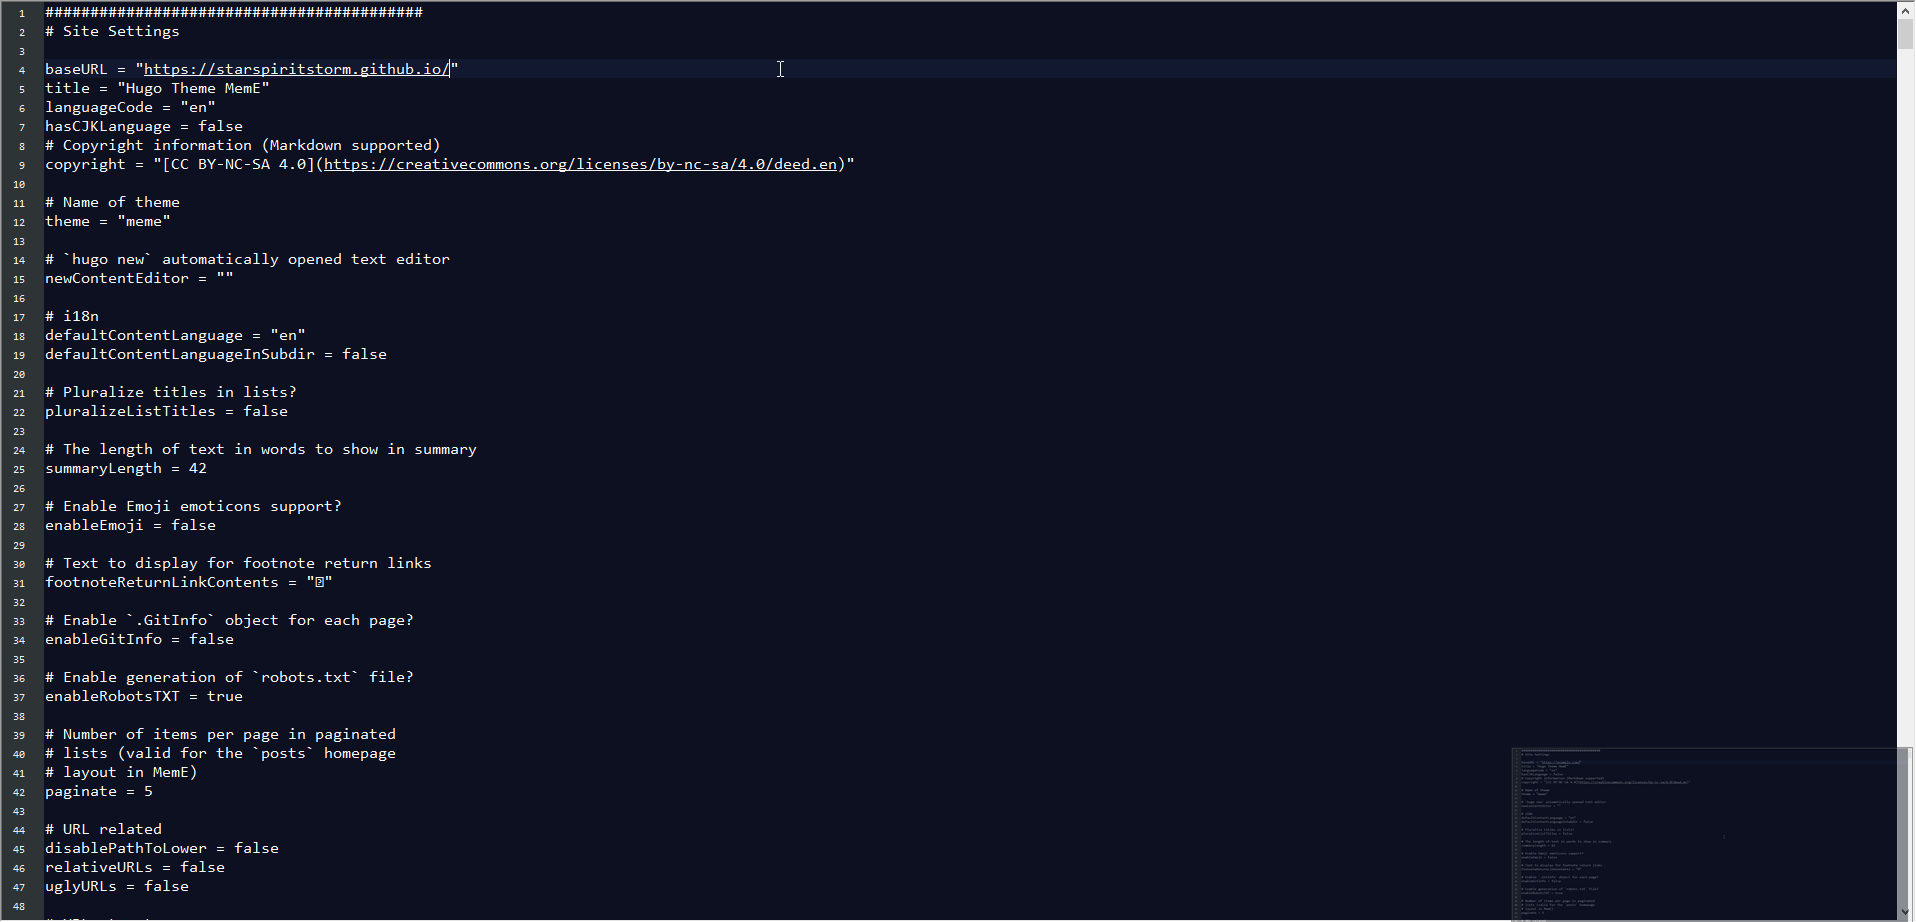 1 ##########################################
2 # Site Settings
3
4 baseURL = "https://starspiritstorm.github.io/"
5 title = "Hugo Theme MemE"
6 languageCode = "en"
7 hasCJKLanguage = false
8 # Copyright information (Markdown supported)
9 copyright = "[CC BY-NC-SA 4.0](https://creativecommons.org/licenses/by-nc-sa/4.0/deed.en)"
10
11 # Name of theme
12 theme = "meme"
13
14 # `hugo new` automatically opened text editor
15 newContentEditor = ""
16
17 # i18n
18 defaultContentLanguage = "en"
19 defaultContentLanguageInSubdir = false
20
21 # Pluralize titles in lists?
22 pluralizeListTitles = false
23
24 # The length of text in words to show in summary
25 summaryLength = 42
26
27 # Enable Emoji emoticons support?
28 enableEmoji = false
29
30 # Text to display for footnote return links
31 footnoteReturnLinkContents = ""
32
33 # Enable `.GitInfo` object for each page?
34 enableGitInfo = false
35
36 # Enable generation of `robots.txt` file?
37 enableRobotsTXT = true
38
39 # Number of items per page in paginated
40 # lists (valid for the `posts` homepage
41 # layout in MemE)
42 paginate = 5
43
44 # URL related
45 disablePathToLower = false
46 relativeURLs = false
47 uglyURLs = false
48